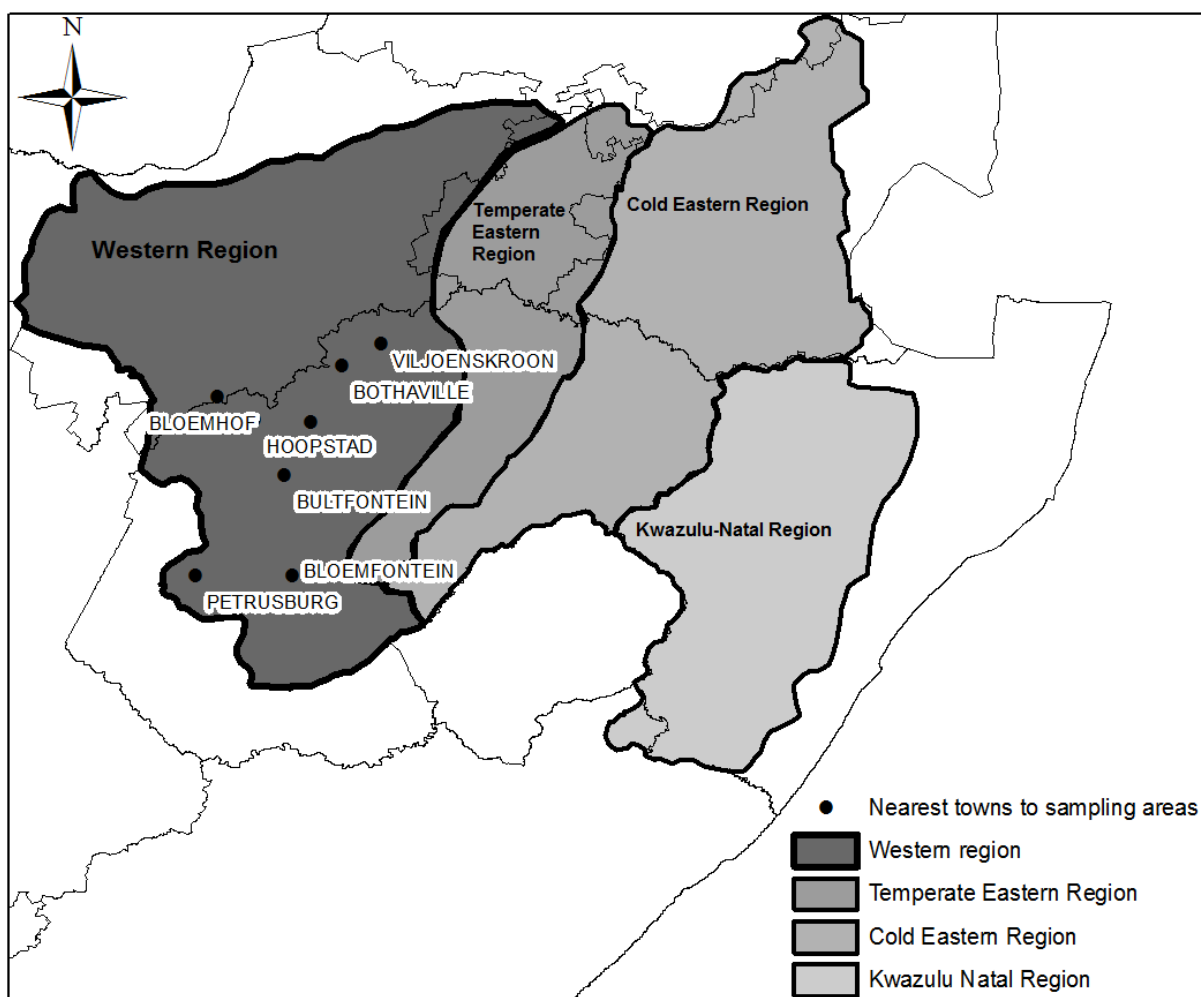 N
Western Region
Temperate
Eastern
Region
Cold Eastern Region
VILJOENSKROON
BOTHAVILLE
BLOEMHOF
HOOPSTAD
BULTFONTEIN
Kwazulu-Natal Region
BLOEMFONTEIN
PETRUSBURG
Nearest towns to sampling areas
Western region
Temperate Eastern Region
Cold Eastern Region
Kwazulu Natal Region